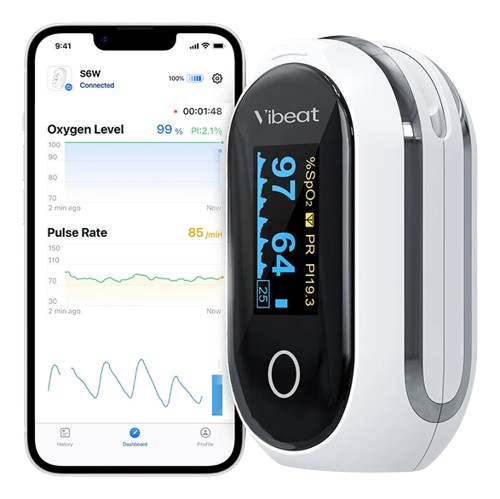 9:41
S6W
Connected
100%
00:01:48
Oxygen Level 99 % PI:2.1%
100
90
80
70
2 min ago Now
Pulse Rate 85 /min
150
110
70
30
2 min ago Now
History Dashboard Profile
Vibeat
%SpO₂ PR PI19.3
97 64
25